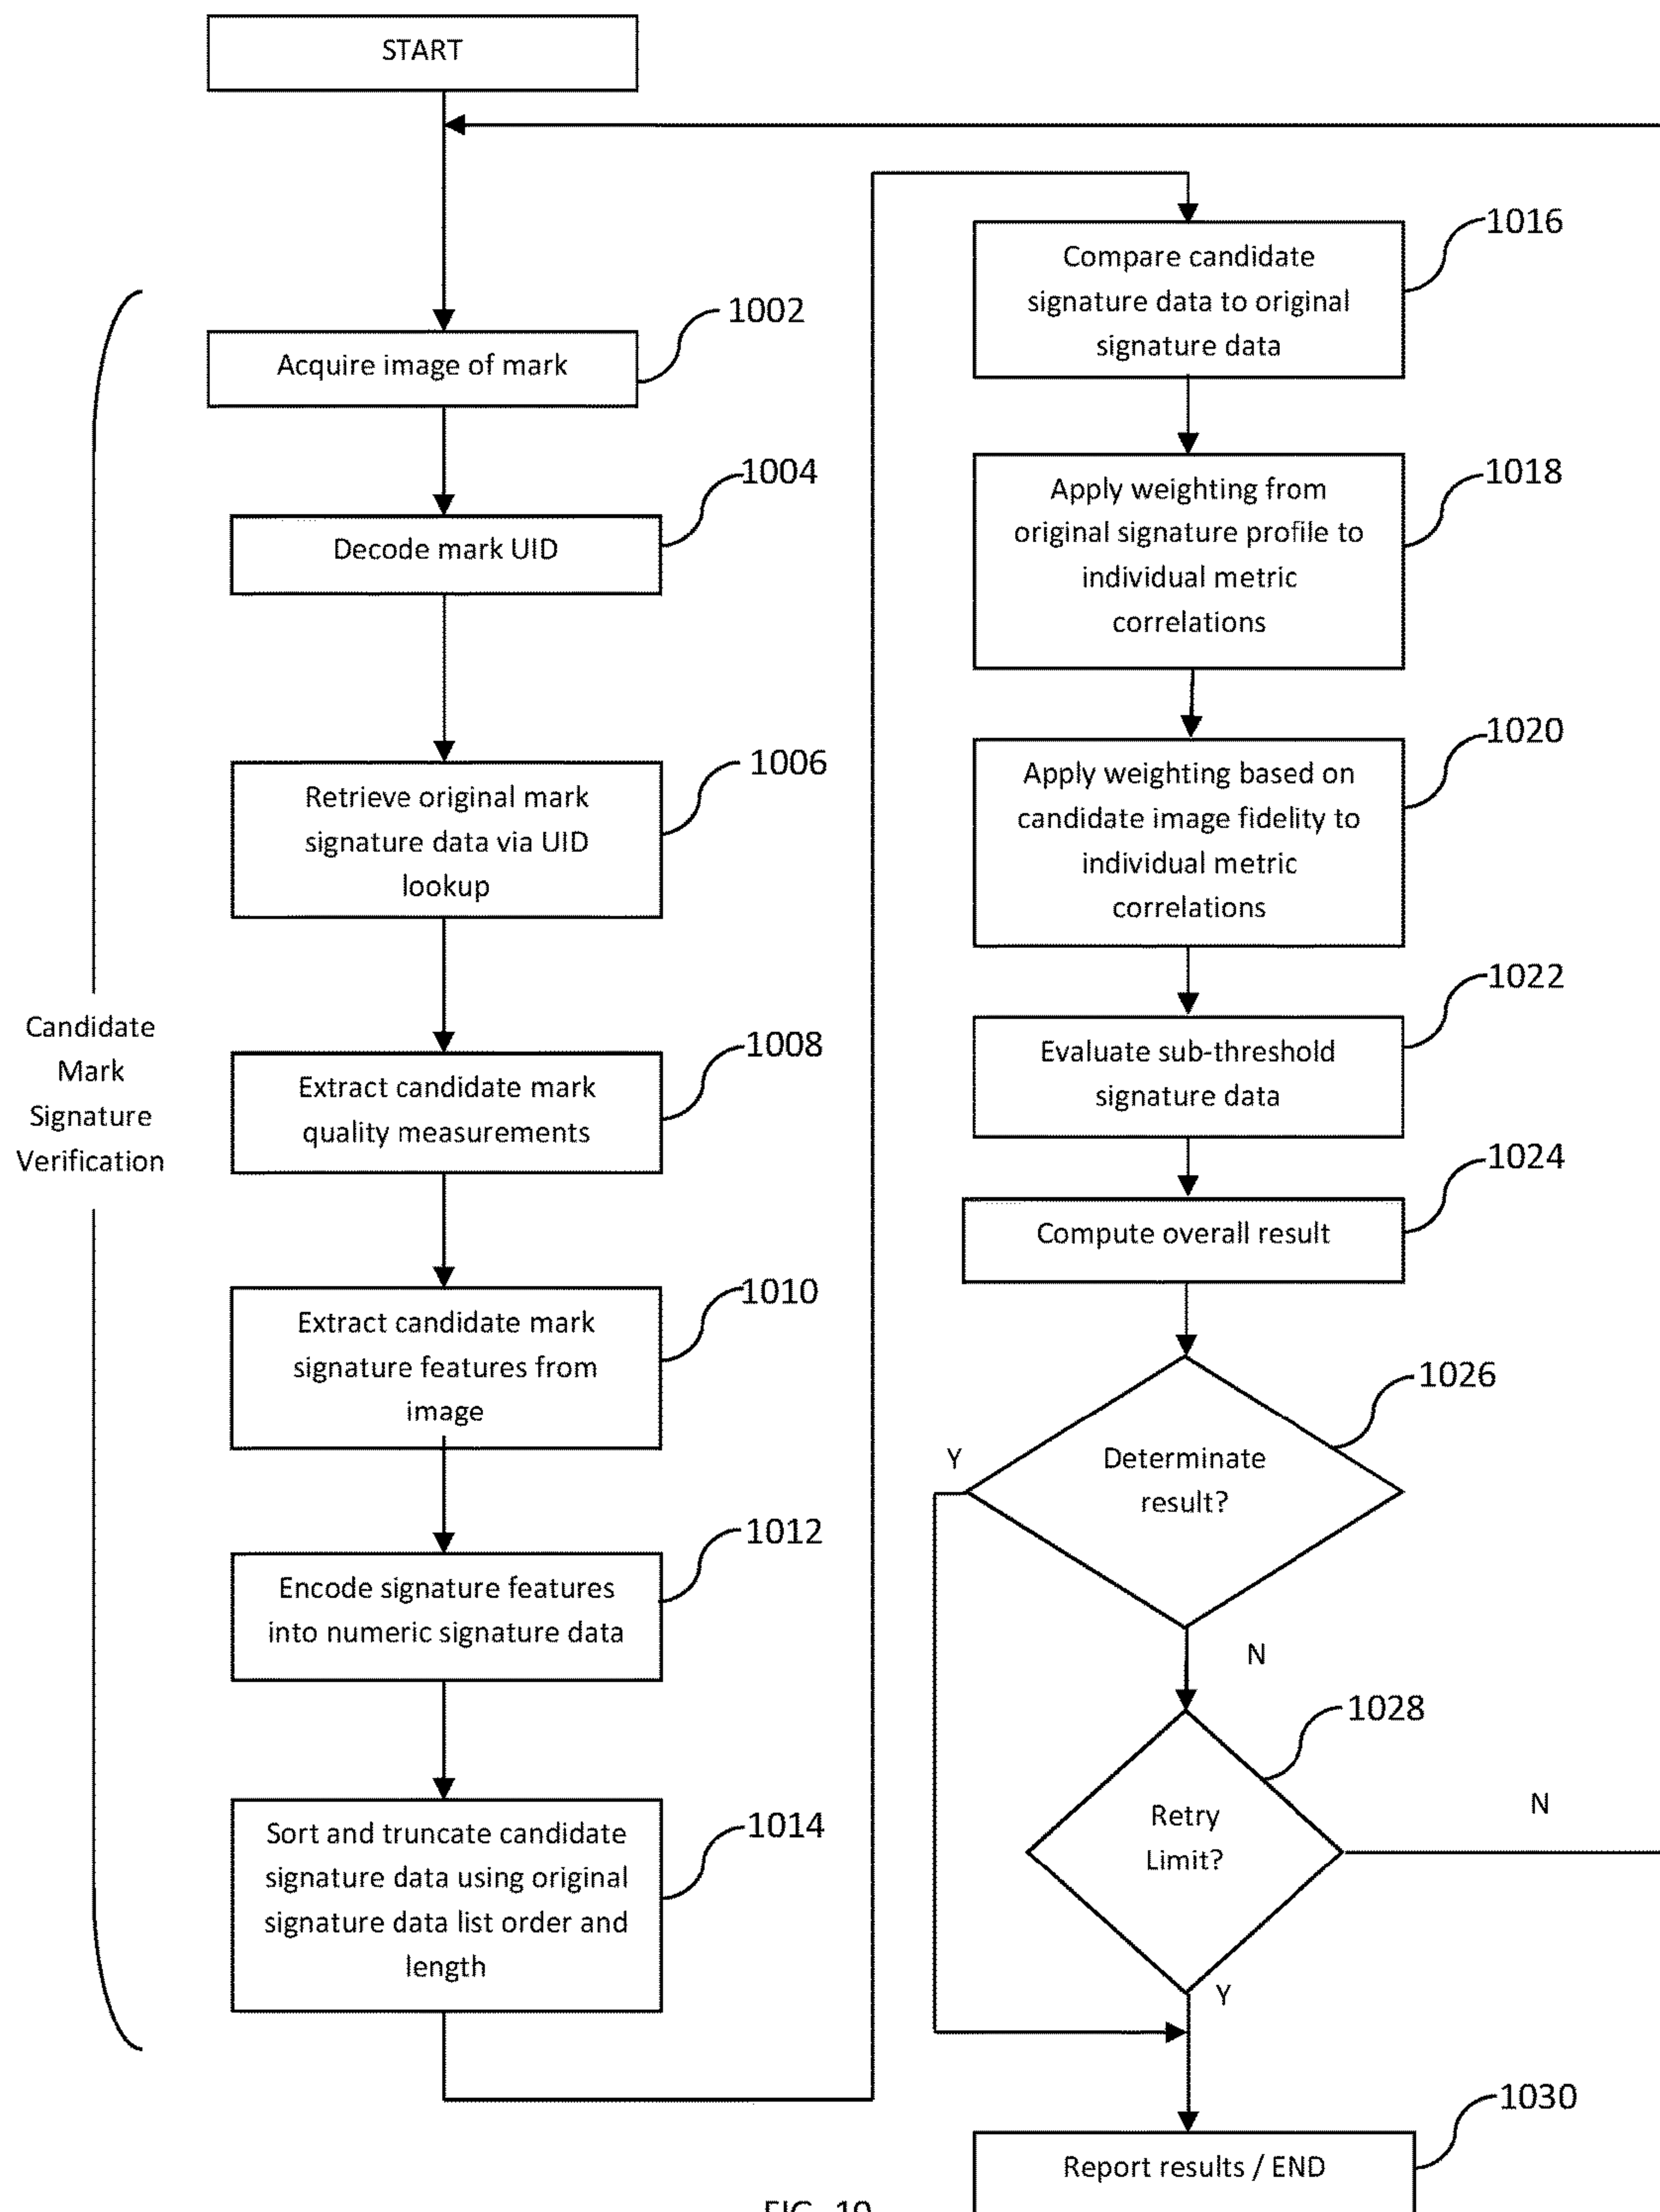 START
Acquire image of mark
1002
Decode mark UID
1004
Retrieve original mark
signature data via UID
lookup
1006
Extract candidate mark
quality measurements
1008
Extract candidate mark
signature features from
image
1010
Encode signature features
into numeric signature data
1012
Sort and truncate candidate
signature data using original
signature data list order and
length
1014
Candidate
Mark
Signature
Verification
Compare candidate
signature data to original
signature data
1016
Apply weighting from
original signature profile to
individual metric
correlations
1018
Apply weighting based on
candidate image fidelity to
individual metric
correlations
1020
Evaluate sub-threshold
signature data
1022
Compute overall result
1024
Determinate
result?
1026
Y
N
Retry
Limit?
1028
N
Y
Report results / END
1030
FIG. 10